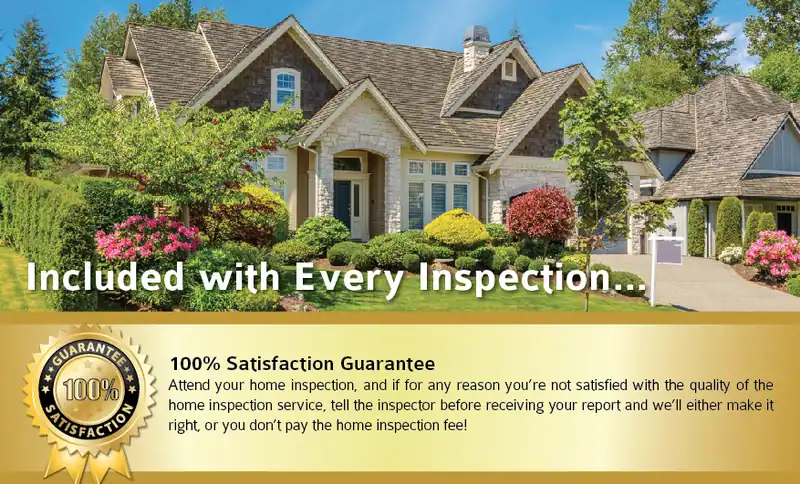 Included with Every Inspection...
GUARANTEE
100%
SATISFACTION
100% Satisfaction Guarantee
Attend your home inspection, and if for any reason you're not satisfied with the quality of the
home inspection service, tell the inspector before receiving your report and we'll either make it
right, or you don't pay the home inspection fee!